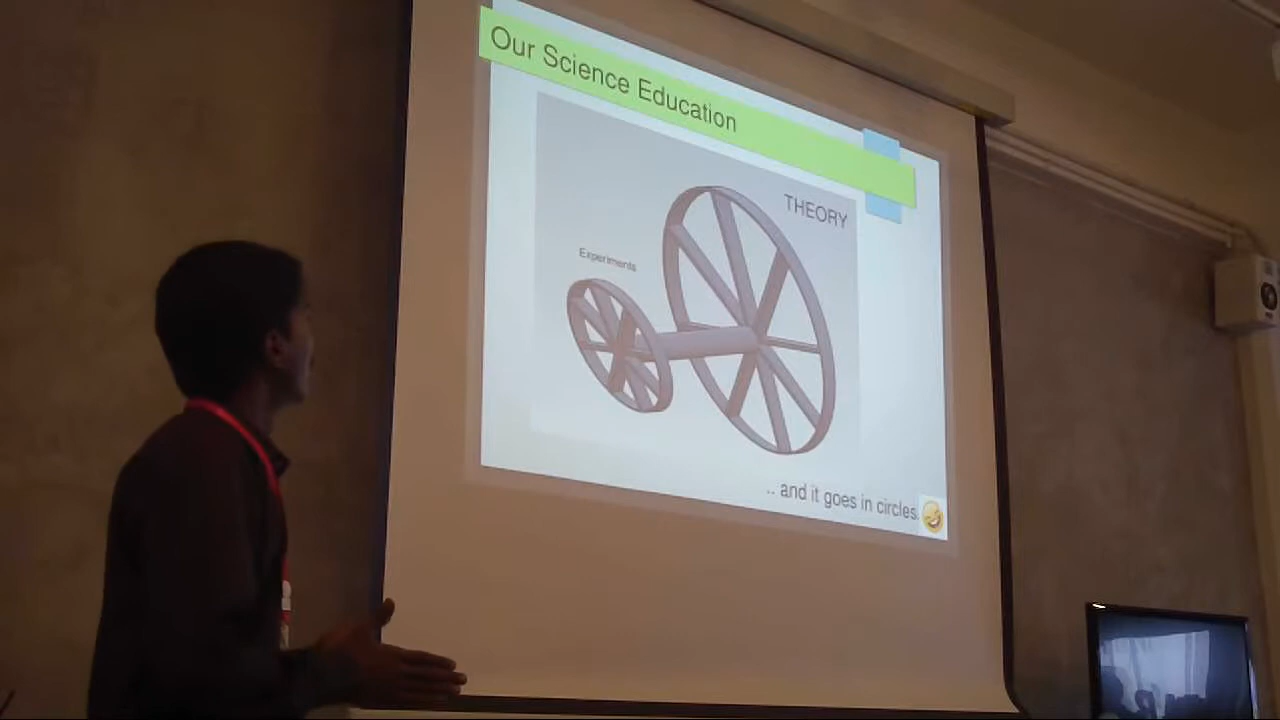 Our Science Education
THEORY
Experiments
.. and it goes in circles.